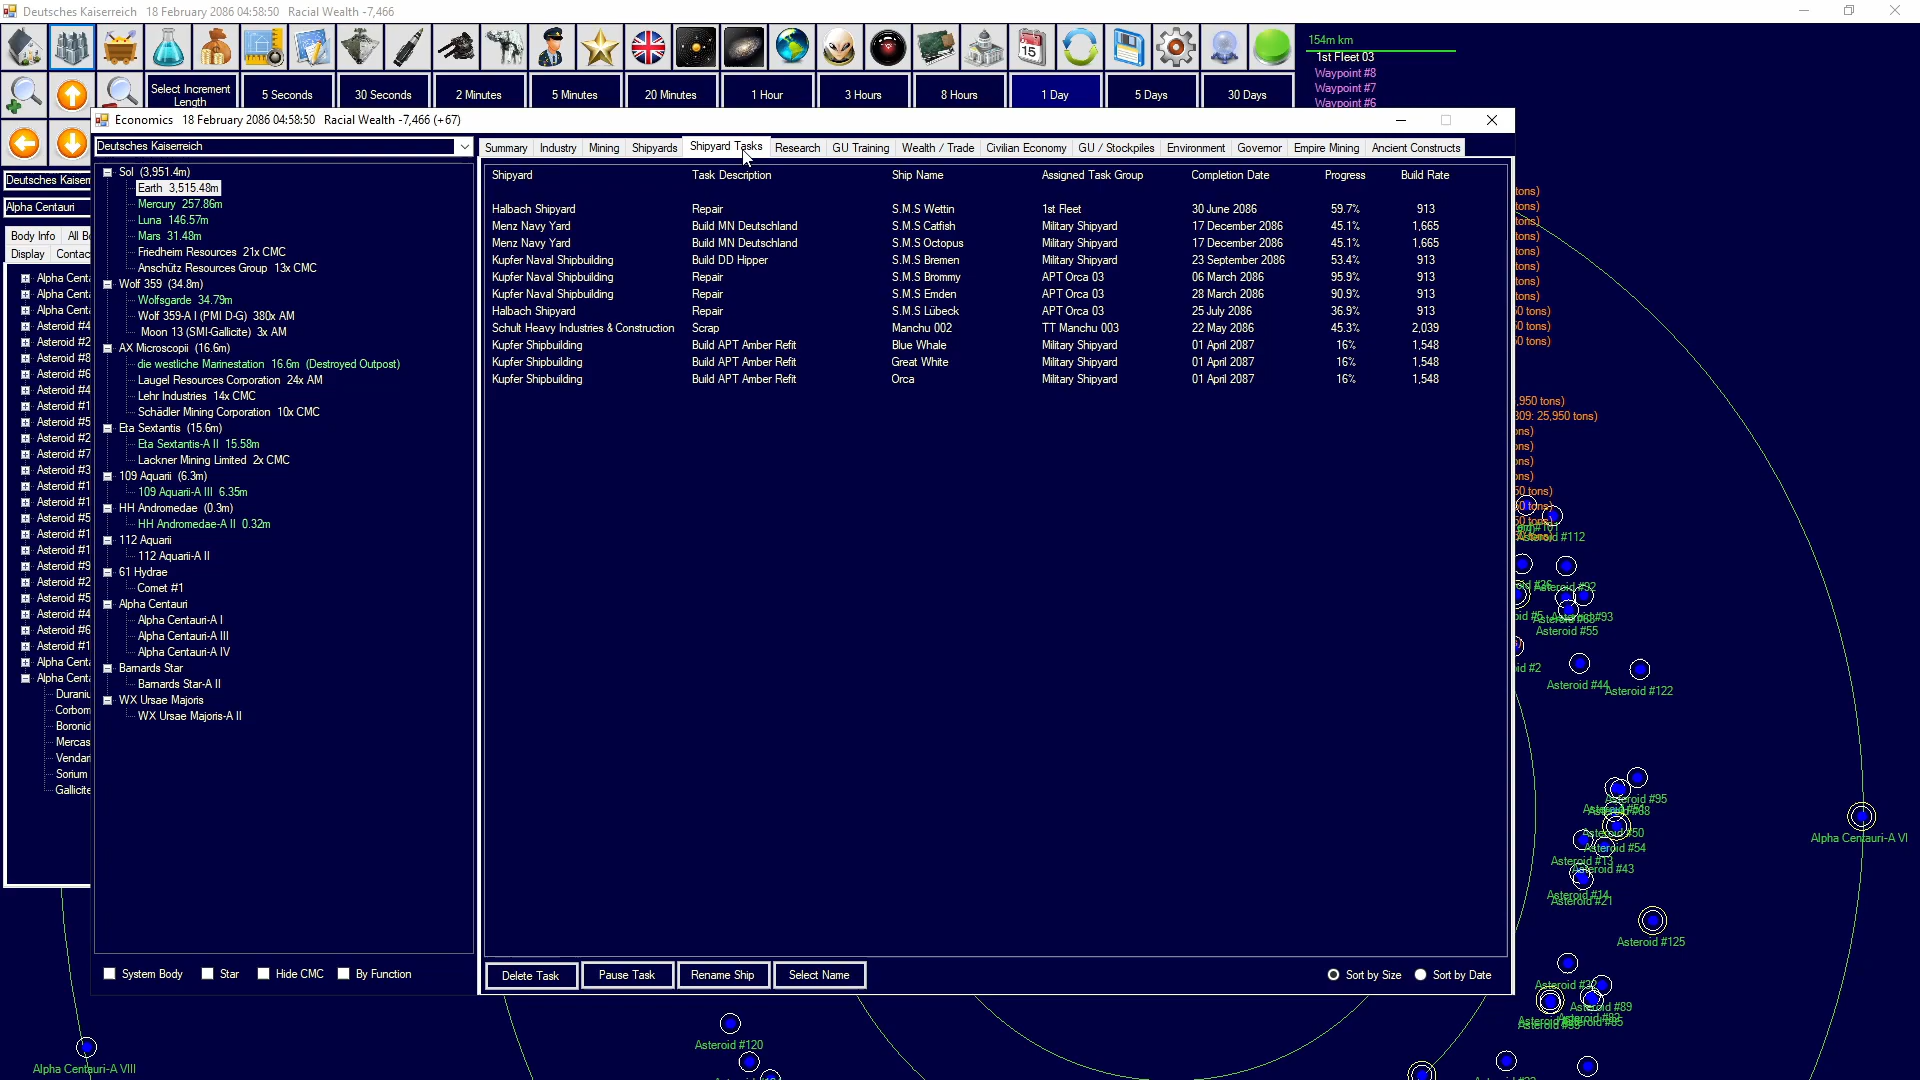 Deutsches Kaiserreich   18 February 2086 04:58:50   Racial Wealth -7,466
15
Select Increment Length
5 Seconds
30 Seconds
2 Minutes
5 Minutes
20 Minutes
1 Hour
3 Hours
8 Hours
1 Day
5 Days
30 Days
154m km
1st Fleet 03
Waypoint #8
Waypoint #7
Waypoint #6
Economics   18 February 2086 04:58:50   Racial Wealth -7,466 (+67)
Deutsches Kaiserreich
Summary Industry Mining Shipyards Shipyard Tasks Research GU Training Wealth / Trade Civilian Economy GU / Stockpiles Environment Governor Empire Mining Ancient Constructs
Alpha Centauri
Body Info
Display
Sol  (3,951.4m)
Earth  3,515.48m
Mercury  257.86m
Luna  146.57m
Mars  31.48m
Friedheim Resources  21x CMC
Anschütz Resources Group  13x CMC
Wolf 359  (34.8m)
Wolfsgarde  34.79m
Wolf 359-A I (PMI D-G)  380x AM
Moon 13 (SMI-Gallicite)  3x AM
AX Microscopii  (16.6m)
die westliche Marinestation  16.6m  (Destroyed Outpost)
Laugel Resources Corporation  24x AM
Lehr Industries  14x CMC
Schädler Mining Corporation  10x CMC
Eta Sextantis  (15.6m)
Eta Sextantis-A II  15.58m
Lackner Mining Limited  2x CMC
109 Aquarii  (6.3m)
109 Aquarii-A III  6.35m
HH Andromedae  (0.3m)
HH Andromedae-A II  0.32m
112 Aquarii
112 Aquarii-A II
61 Hydrae
Comet #1
Alpha Centauri
Alpha Centauri-A I
Alpha Centauri-A III
Alpha Centauri-A IV
Barnards Star
Barnards Star-A II
WX Ursae Majoris
WX Ursae Majoris-A II
System Body Star Hide CMC By Function
Shipyard Task Description Ship Name Assigned Task Group Completion Date Progress Build Rate
Halbach Shipyard Repair S.M.S Wettin 1st Fleet 30 June 2086 59.7% 913
Menz Navy Yard Build MN Deutschland S.M.S Catfish Military Shipyard 17 December 2086 45.1% 1,665
Menz Navy Yard Build MN Deutschland S.M.S Octopus Military Shipyard 17 December 2086 45.1% 1,665
Kupfer Naval Shipbuilding Build DD Hipper S.M.S Bremen Military Shipyard 23 September 2086 53.4% 913
Kupfer Naval Shipbuilding Repair S.M.S Brommy APT Orca 03 06 March 2086 95.9% 913
Kupfer Naval Shipbuilding Repair S.M.S Emden APT Orca 03 28 March 2086 90.9% 913
Halbach Shipyard Repair S.M.S Lübeck APT Orca 03 25 July 2086 36.9% 913
Schult Heavy Industries & Construction Scrap Manchu 002 TT Manchu 003 22 May 2086 45.3% 2,039
Kupfer Shipbuilding Build APT Amber Refit Blue Whale Military Shipyard 01 April 2087 16% 1,548
Kupfer Shipbuilding Build APT Amber Refit Great White Military Shipyard 01 April 2087 16% 1,548
Kupfer Shipbuilding Build APT Amber Refit Orca Military Shipyard 01 April 2087 16% 1,548
Delete Task Pause Task Rename Ship Select Name Sort by Size Sort by Date
Asteroid #112
Asteroid #92
Asteroid #55
Asteroid #44
Asteroid #122
Asteroid #95
Asteroid #50
Asteroid #54
Alpha Centauri-A VI
Asteroid #13
Asteroid #43
Asteroid #14
Asteroid #21
Asteroid #125
Asteroid #89
Asteroid #120
Alpha Centauri-A VIII